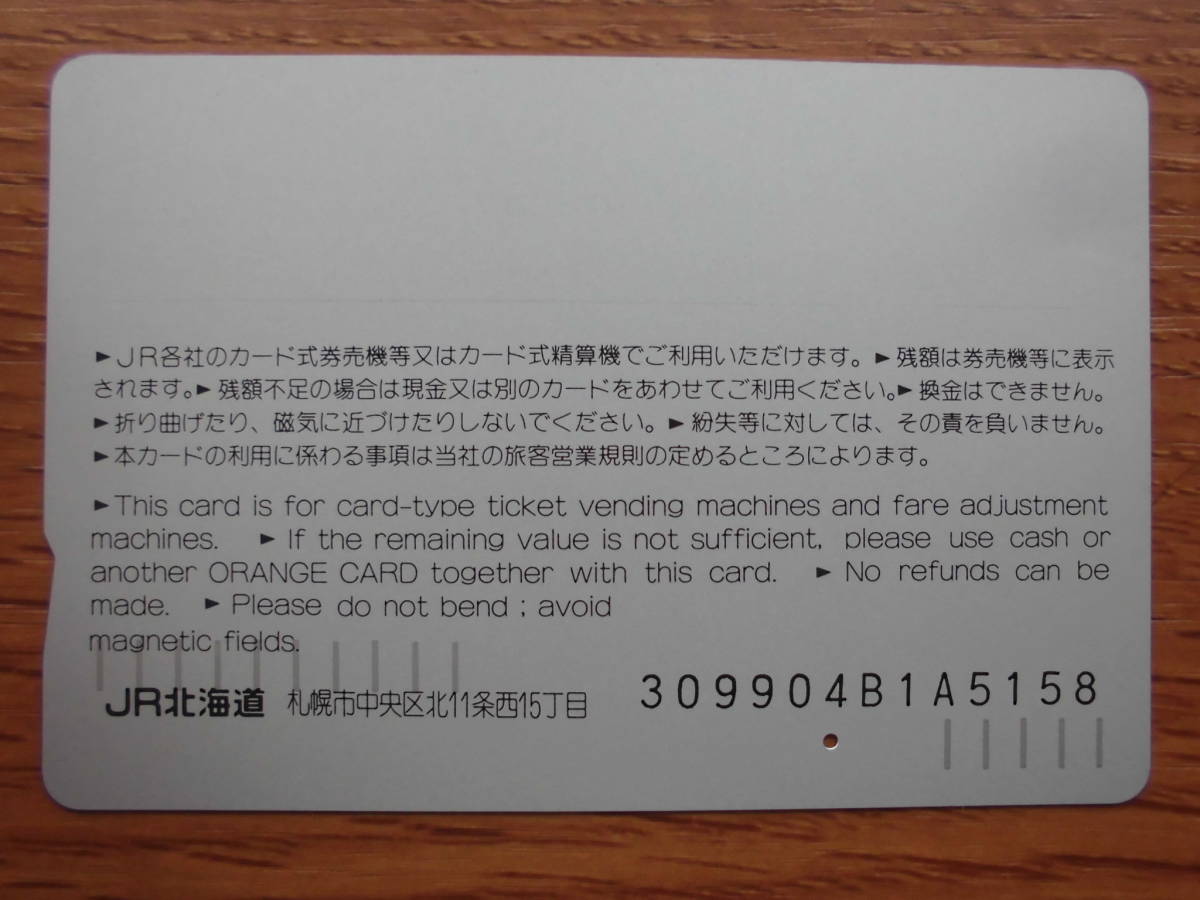 ►JR各社のカード式券売機等又はカード式精算機でご利用いただけます。►残額は券売機等に表示
されます。►残額不足の場合は現金又は別のカードをあわせてご利用ください。►換金はできません。
►折り曲げたり、磁気に近づけたりしないでください。►紛失等に対しては、その責を負いません。
►本カードの利用に係わる事項は当社の旅客営業規則の定めるところによります。
►This card is for card-type ticket vending machines and fare adjustment
machines. ►If the remaining value is not sufficient, please use cash or
another ORANGE CARD together with this card. ►No refunds can be
made. ►Please do not bend ; avoid
magnetic fields.
JR北海道 札幌市中央区北11条西15丁目 309904B1A5158